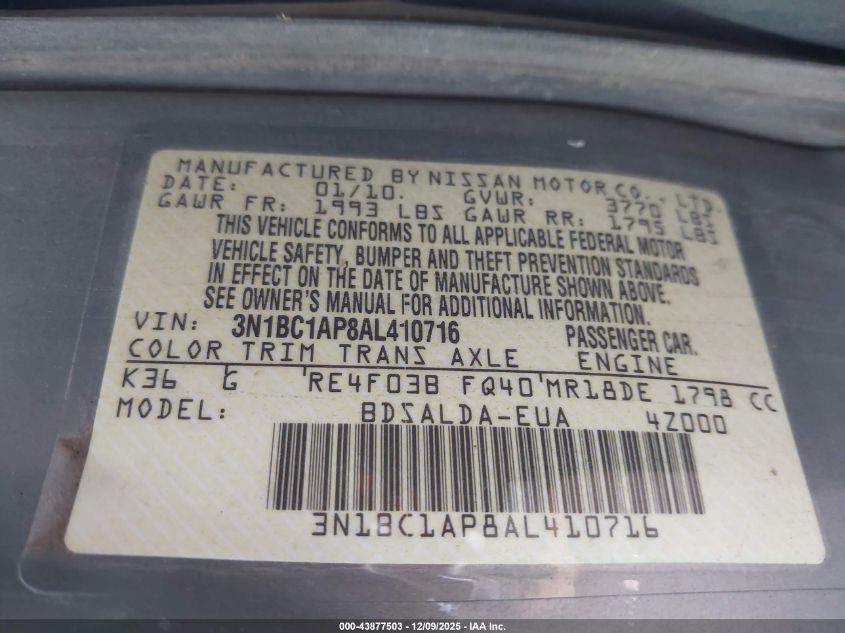 MANUFACTURED BY NISSAN MOTOR CO., LTD.
DATE: 01/10. GVWR: 3770 LBS
GAWR FR: 1993 LBS GAWR RR: 1795 LBS
THIS VEHICLE CONFORMS TO ALL APPLICABLE FEDERAL MOTOR
VEHICLE SAFETY, BUMPER AND THEFT PREVENTION STANDARDS
IN EFFECT ON THE DATE OF MANUFACTURE SHOWN ABOVE.
SEE OWNER'S MANUAL FOR ADDITIONAL INFORMATION.
VIN: 3N1BC1AP8AL410716 PASSENGER CAR.
COLOR TRIM TRANS AXLE ENGINE
K36 G RE4F03B FQ40 MR18DE 1798 CC
MODEL: BDSALDA-EUA 4Z000
3N1BC1AP8AL410716
000-43877503 - 12/09/2025 - IAA Inc.